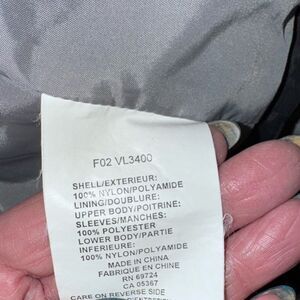 F02 VL3400
SHELL/EXTERIEUR:
100% NYLON/POLYAMIDE
LINING/DOUBLURE:
UPPER BODY/POITRINE:
SLEEVES/MANCHES:
100% POLYESTER
LOWER BODY/PARTIE
INFERIEURE:
100% NYLON/POLYAMIDE
MADE IN CHINA
FABRIQUE EN CHINE
RN 69724
CA 05367
CARE ON REVERSE SIDE